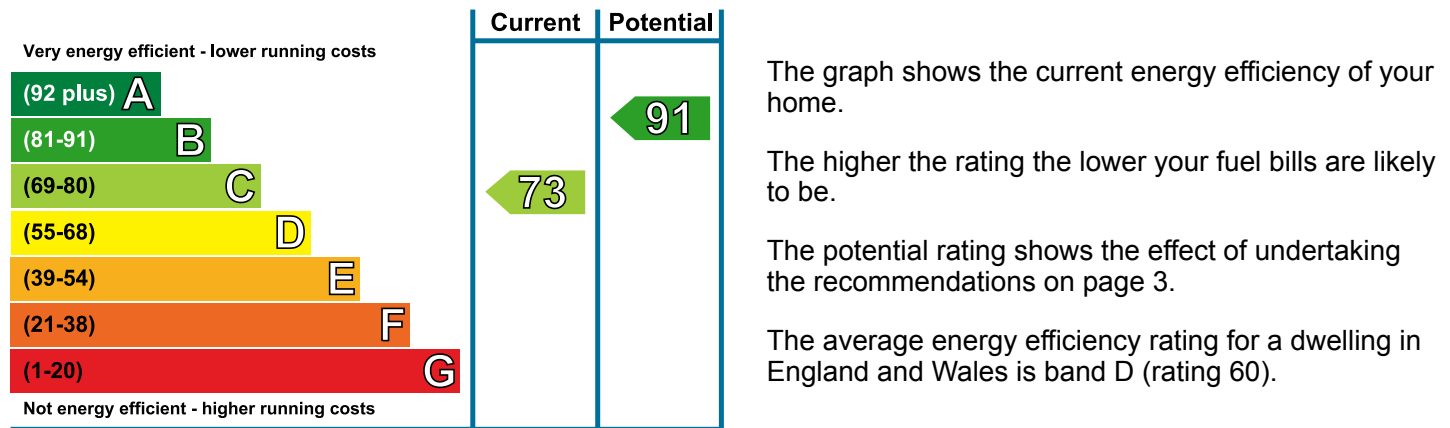 Current Potential
Very energy efficient - lower running costs
(92 plus) A
91
(81-91) B
(69-80) C
73
(55-68) D
(39-54) E
(21-38) F
(1-20) G
Not energy efficient - higher running costs
The graph shows the current energy efficiency of your
home.
The higher the rating the lower your fuel bills are likely
to be.
The potential rating shows the effect of undertaking
the recommendations on page 3.
The average energy efficiency rating for a dwelling in
England and Wales is band D (rating 60).